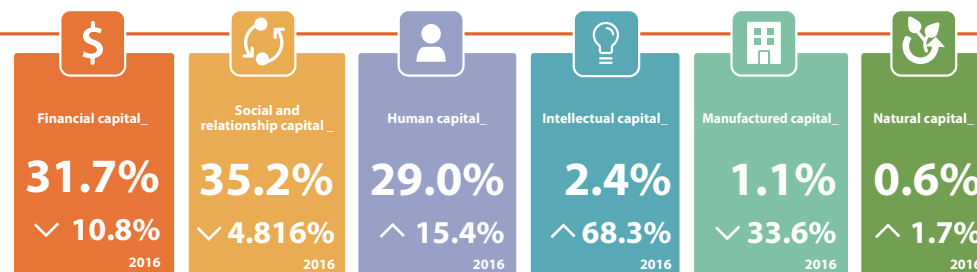 $
Financial capital_
31.7%
10.8%
2016
Social and
relationship capital _
35.2%
4.816%
2016
Human capital_
29.0%
15.4%
2016
Intellectual capital_
2.4%
68.3%
2016
Manufactured capital_
1.1%
33.6%
2016
Natural capital_
0.6%
1.7%
2016